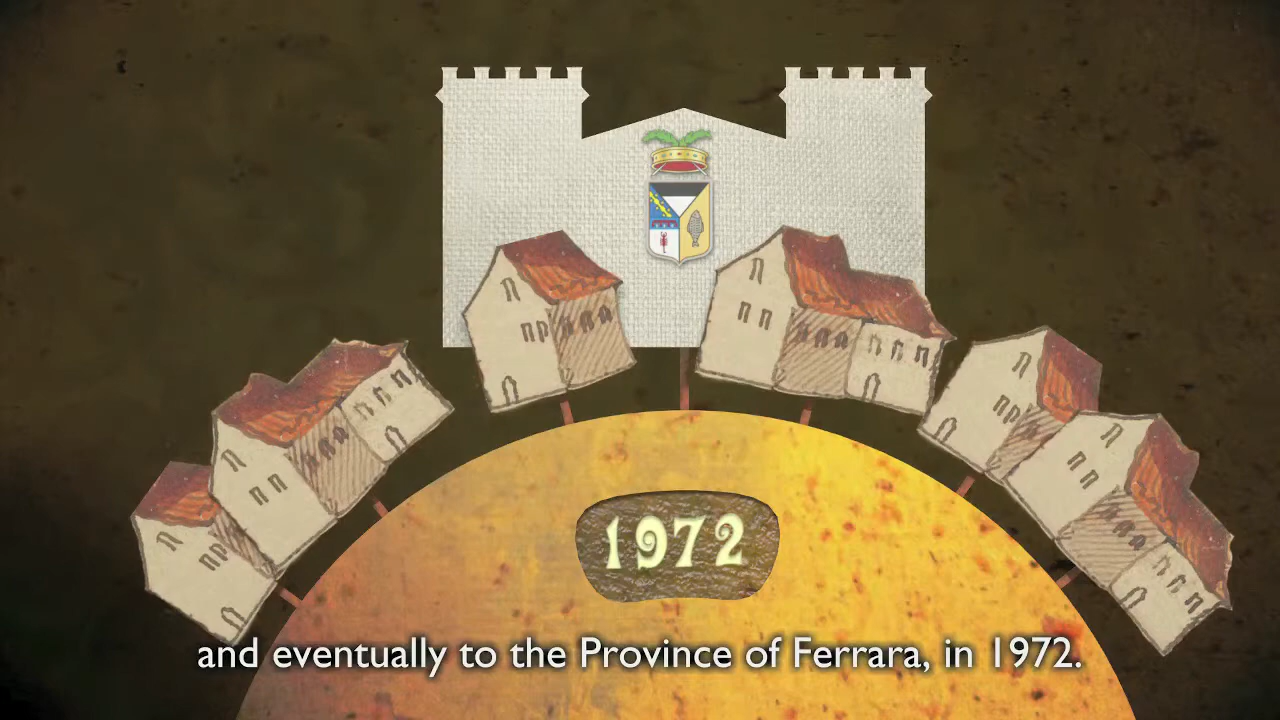 1972
and eventually to the Province of Ferrara, in 1972.